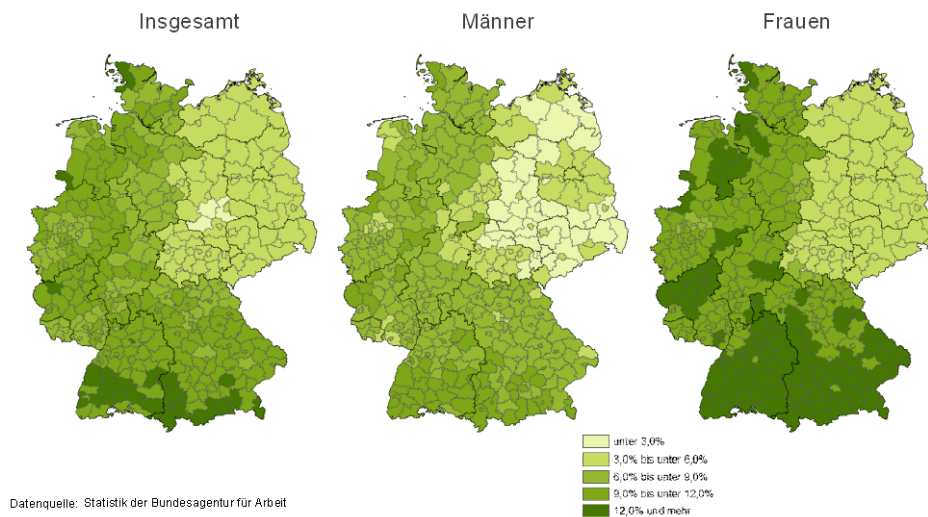 Insgesamt
Männer
Frauen
unter 3,0%
3,0% bis unter 6,0%
6,0% bis unter 9,0%
9,0% bis unter 12,0%
12,0% und mehr
Datenquelle: Statistik der Bundesagentur für Arbeit